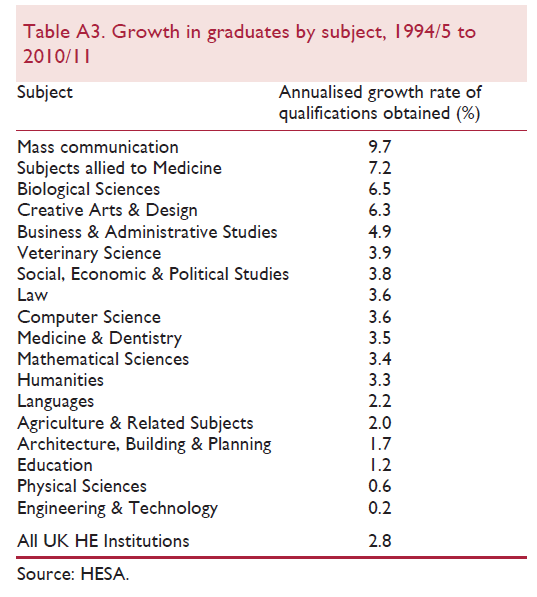 Table A3. Growth in graduates by subject, 1994/5 to
2010/11
Subject Annualised growth rate of
qualifications obtained (%)
Mass communication 9.7
Subjects allied to Medicine 7.2
Biological Sciences 6.5
Creative Arts & Design 6.3
Business & Administrative Studies 4.9
Veterinary Science 3.9
Social, Economic & Political Studies 3.8
Law 3.6
Computer Science 3.6
Medicine & Dentistry 3.5
Mathematical Sciences 3.4
Humanities 3.3
Languages 2.2
Agriculture & Related Subjects 2.0
Architecture, Building & Planning 1.7
Education 1.2
Physical Sciences 0.6
Engineering & Technology 0.2
All UK HE Institutions 2.8
Source: HESA.